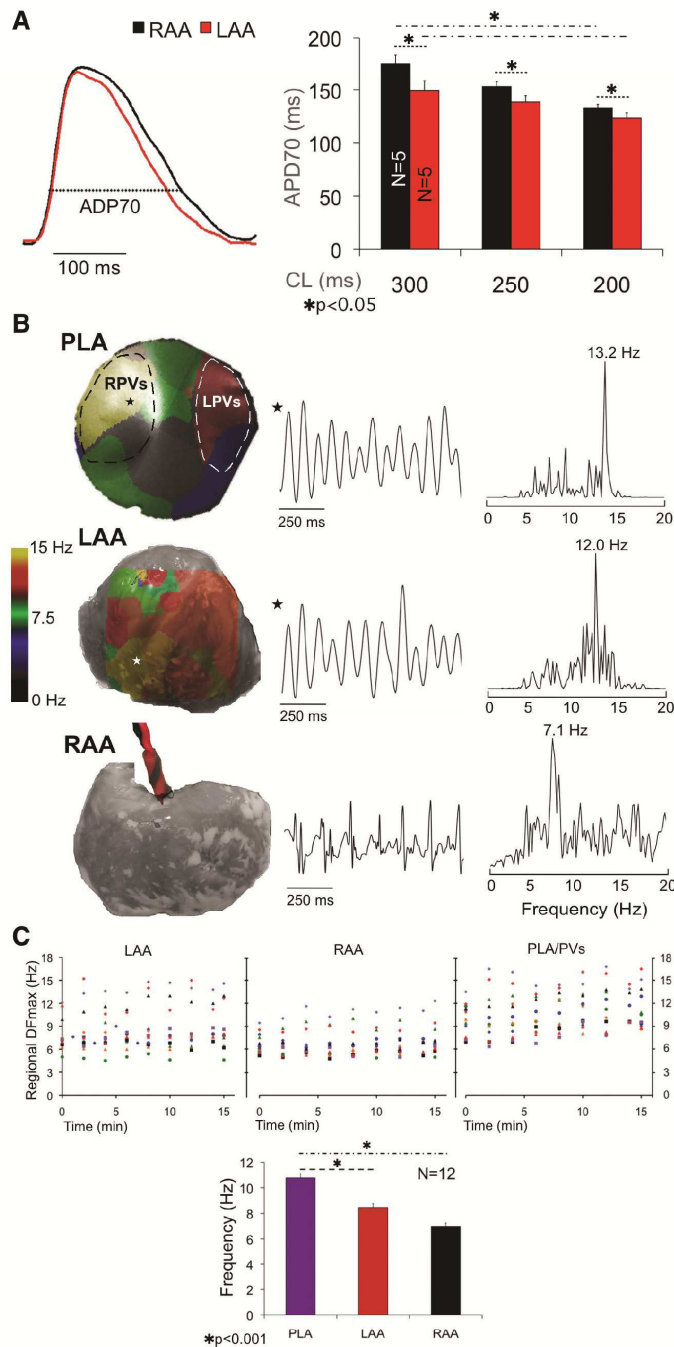 A
RAA LAA
ADP70
100 ms
*
* * *
200
150
100
50
0
APD70 (ms)
N=5
N=5
CL (ms) 300 250 200
*p<0.05
B
PLA
RPVs
LPVs
★
★
250 ms
13.2 Hz
0 5 10 15 20
LAA
15 Hz
7.5
0 Hz
★
★
250 ms
12.0 Hz
0 5 10 15 20
RAA
250 ms
7.1 Hz
0 5 10 15 20
Frequency (Hz)
C
LAA RAA PLA/PVs
Regional DFmax (Hz)
18
15
12
9
6
3
0
18
15
12
9
6
3
0
0 5 10 15 0 5 10 15 0 5 10 15
Time (min) Time (min) Time (min)
*
*
N=12
Frequency (Hz)
12
10
8
6
4
2
0
PLA LAA RAA
*p<0.001